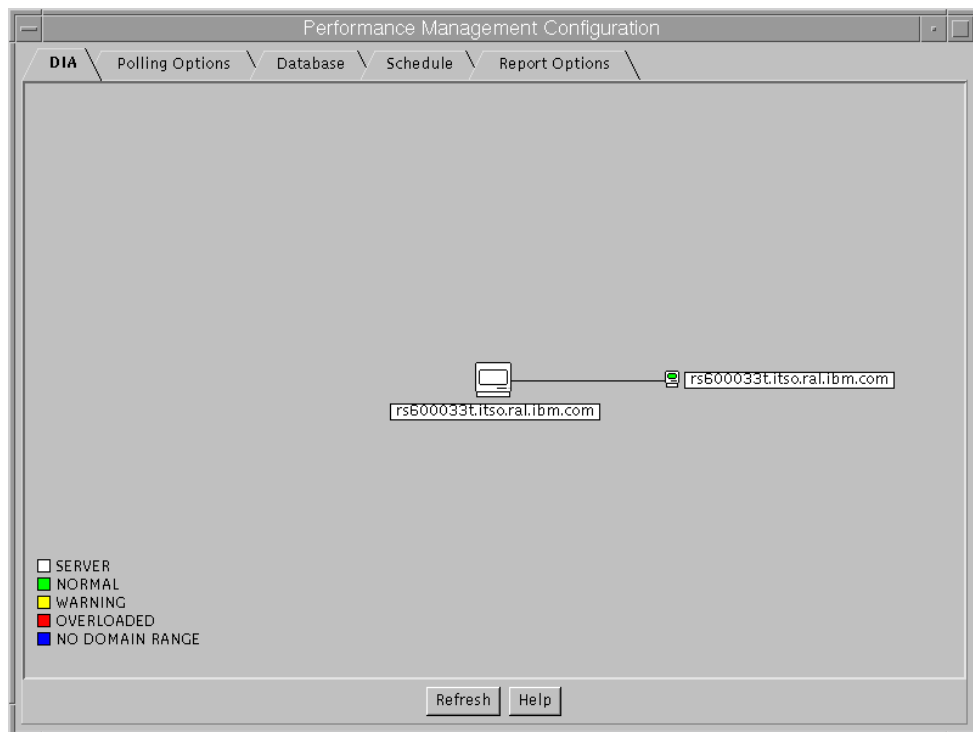 Performance Management Configuration
DIA Polling Options Database Schedule Report Options
rs600033t.itso.ral.ibm.com
rs600033t.itso.ral.ibm.com
SERVER
NORMAL
WARNING
OVERLOADED
NO DOMAIN RANGE
Refresh Help